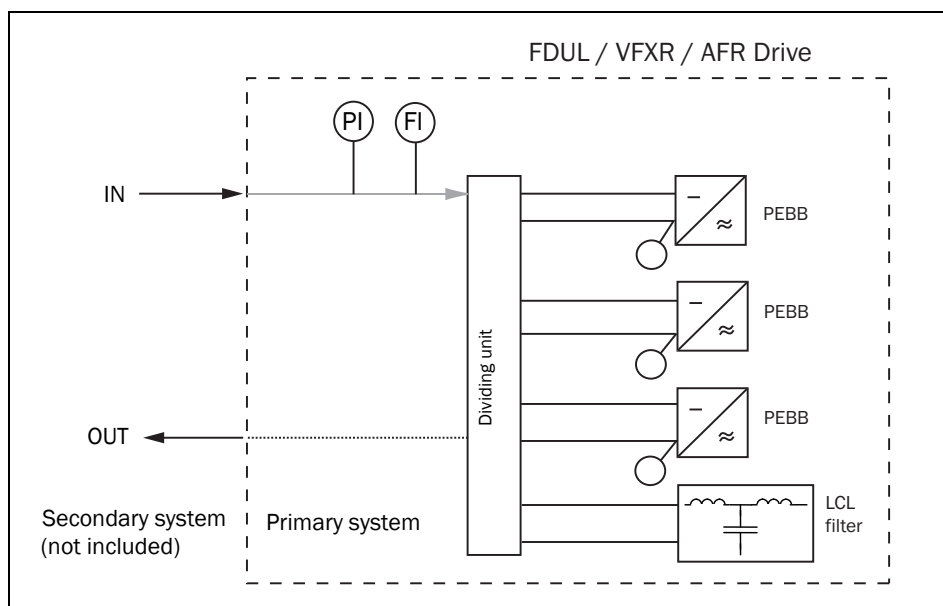 FDUL / VFXR / AFR Drive
PI
FI
IN
PEBB
PEBB
Dividing unit
PEBB
OUT
LCL
filter
Secondary system
(not included)
Primary system